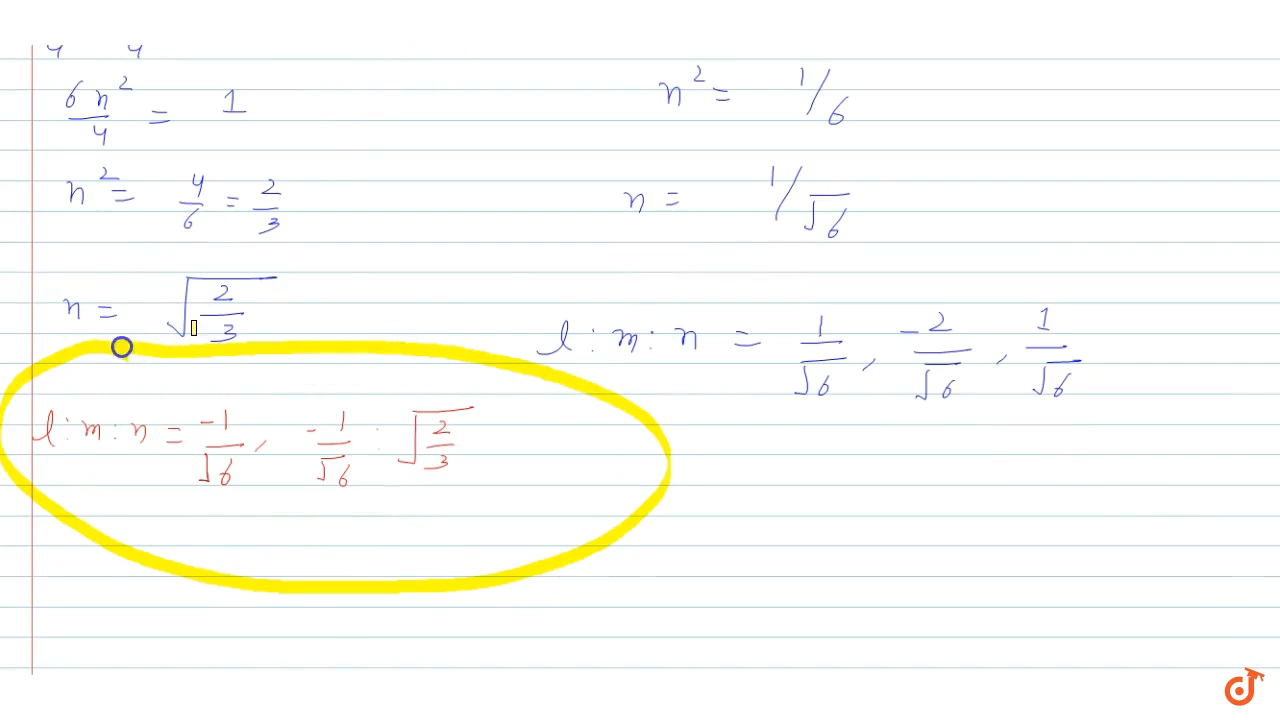 6n²/4 = 1
n² = 4/6 = 2/3
n = √(2/3)
l : m : n = -1/√6, -1/√6 : √(2/3)
n² = 1/6
n = 1/√6
l : m : n = 1/√6, -2/√6, 1/√6